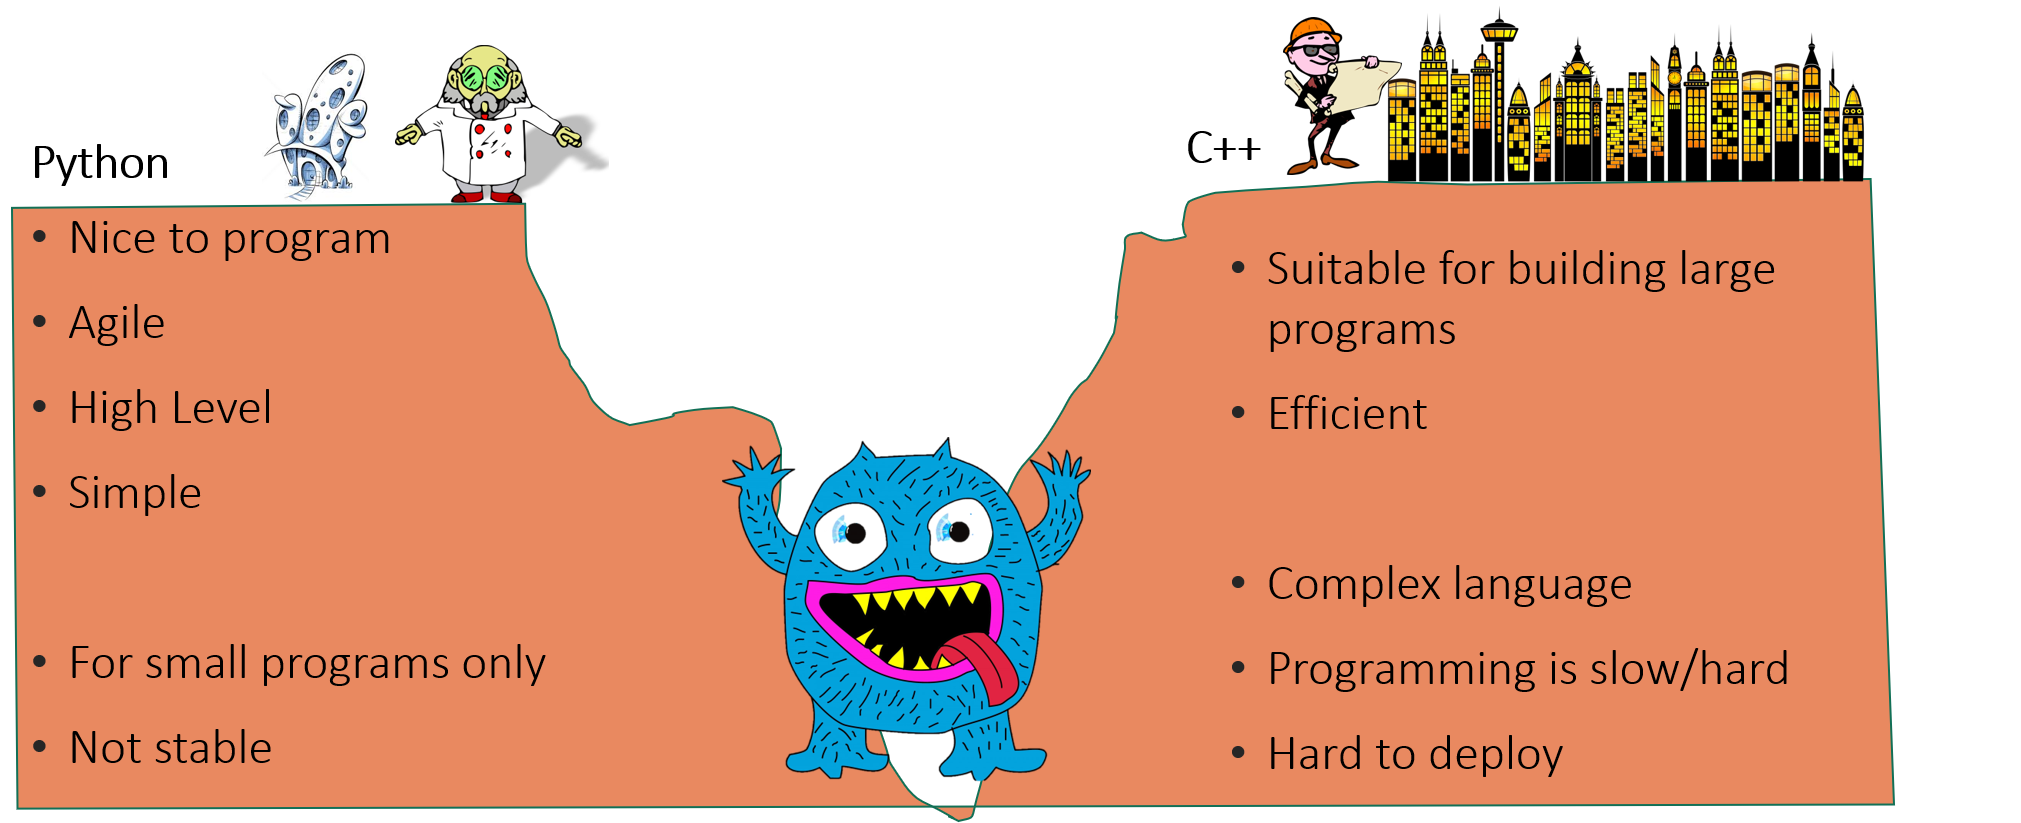 Python
• Nice to program
• Agile
• High Level
• Simple
• For small programs only
• Not stable
C++
• Suitable for building large
programs
• Efficient
• Complex language
• Programming is slow/hard
• Hard to deploy